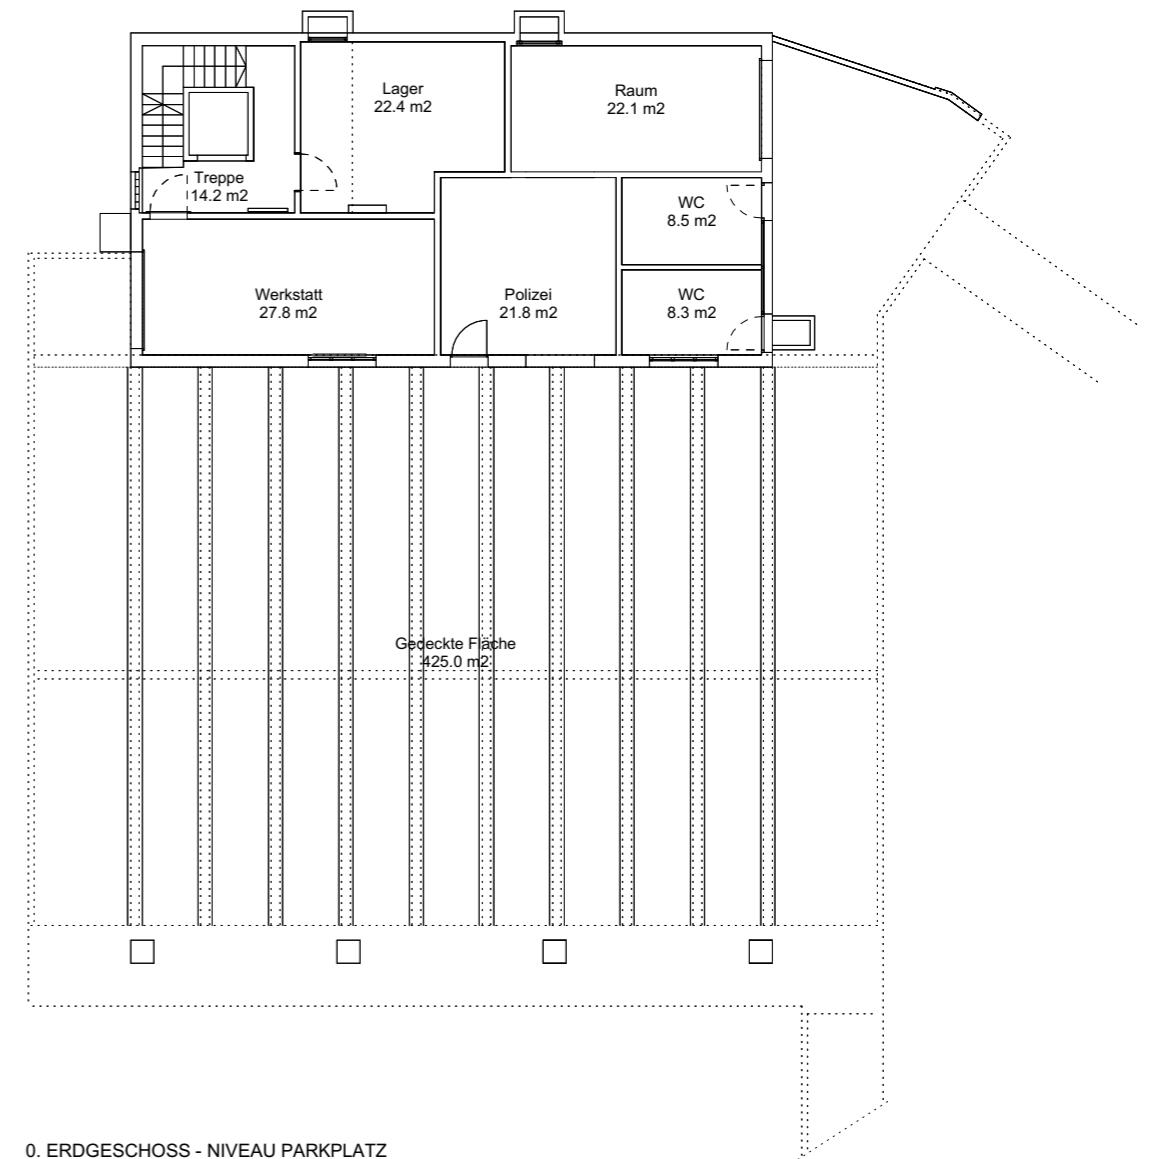 Lager
22.4 m2
Raum
22.1 m2
Treppe
14.2 m2
WC
8.5 m2
Werkstatt
27.8 m2
Polizei
21.8 m2
WC
8.3 m2
Gedeckte Fläche
425.0 m2
0. ERDGESCHOSS - NIVEAU PARKPLATZ